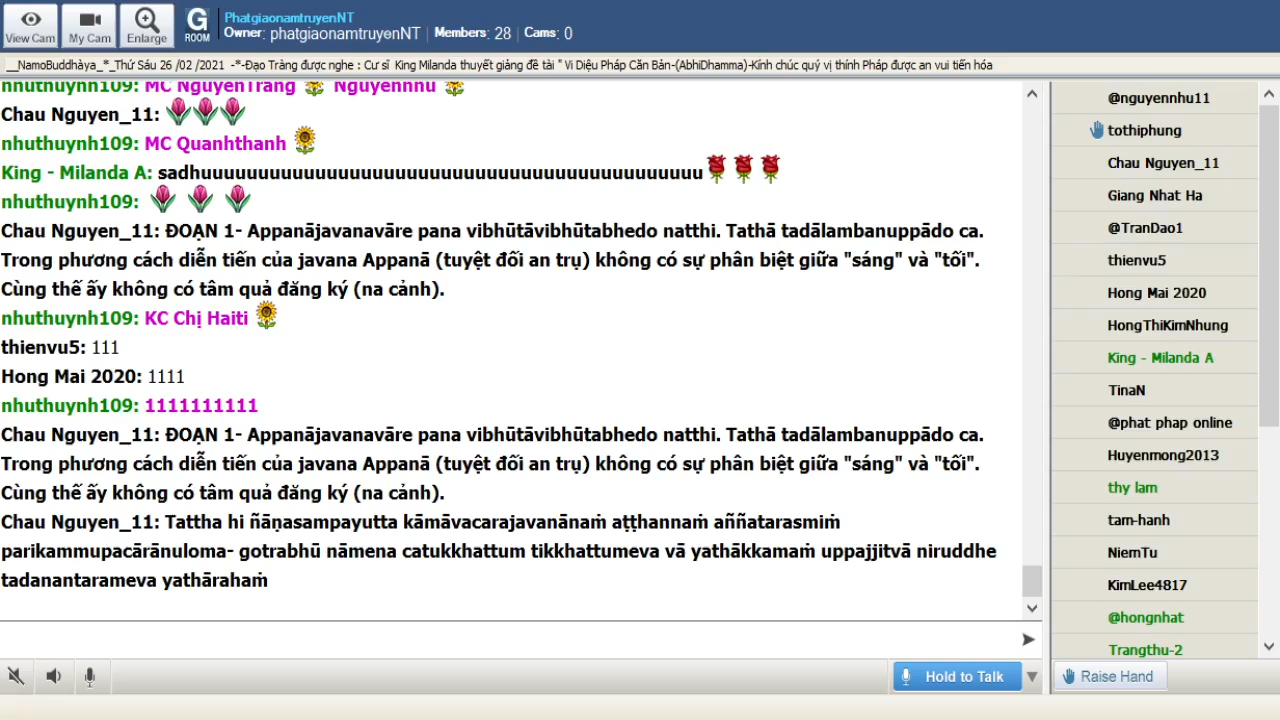 View Cam
My Cam
Enlarge
G
ROOM
PhatgiaonamtruyenNT
Owner: phatgiaonamtruyenNT | Members: 28 | Cams: 0
__NamoBuddhàya_*_Thứ Sáu 26 /02 /2021 -*-Đạo Tràng được nghe : Cư sĩ King Milanda thuyết giảng đề tài " Vi Diệu Pháp Căn Bản-(AbhiDhamma)-Kính chúc quý vị thính Pháp được an vui tiến hóa
nhuthuynh109: MC NguyenTrang Nguyennhu
Chau Nguyen_11:
nhuthuynh109: MC Quanhthanh
King - Milanda A: sadhuuuuuuuuuuuuuuuuuuuuuuuuuuuuuuuuuuuuuuuuuuuu
nhuthuynh109:
Chau Nguyen_11: ĐOẠN 1- Appanājavanavāre pana vibhūtāvibhūtabhedo natthi. Tathā tadālambanuppādo ca.
Trong phương cách diễn tiến của javana Appanā (tuyệt đối an trụ) không có sự phân biệt giữa "sáng" và "tối".
Cùng thế ấy không có tâm quả đăng ký (na cảnh).
nhuthuynh109: KC Chị Haiti
thienvu5: 111
Hong Mai 2020: 1111
nhuthuynh109: 1111111111
Chau Nguyen_11: ĐOẠN 1- Appanājavanavāre pana vibhūtāvibhūtabhedo natthi. Tathā tadālambanuppādo ca.
Trong phương cách diễn tiến của javana Appanā (tuyệt đối an trụ) không có sự phân biệt giữa "sáng" và "tối".
Cùng thế ấy không có tâm quả đăng ký (na cảnh).
Chau Nguyen_11: Tattha hi ñāṇasampayutta kāmāvacarajavanānaṁ aṭṭhannaṁ aññatarasmiṁ
parikammupacārānuloma- gotrabhū nāmena catukkhattum tikkhattumeva vā yathākkamaṁ uppajjitvā niruddhe
tadanantarameva yathārahaṁ
@nguyennhu11
tothiphung
Chau Nguyen_11
Giang Nhat Ha
@TranDao1
thienvu5
Hong Mai 2020
HongThiKimNhung
King - Milanda A
TinaN
@phat phap online
Huyenmong2013
thy lam
tam-hanh
NiemTu
KimLee4817
@hongnhat
Trangthu-2
Hold to Talk
Raise Hand